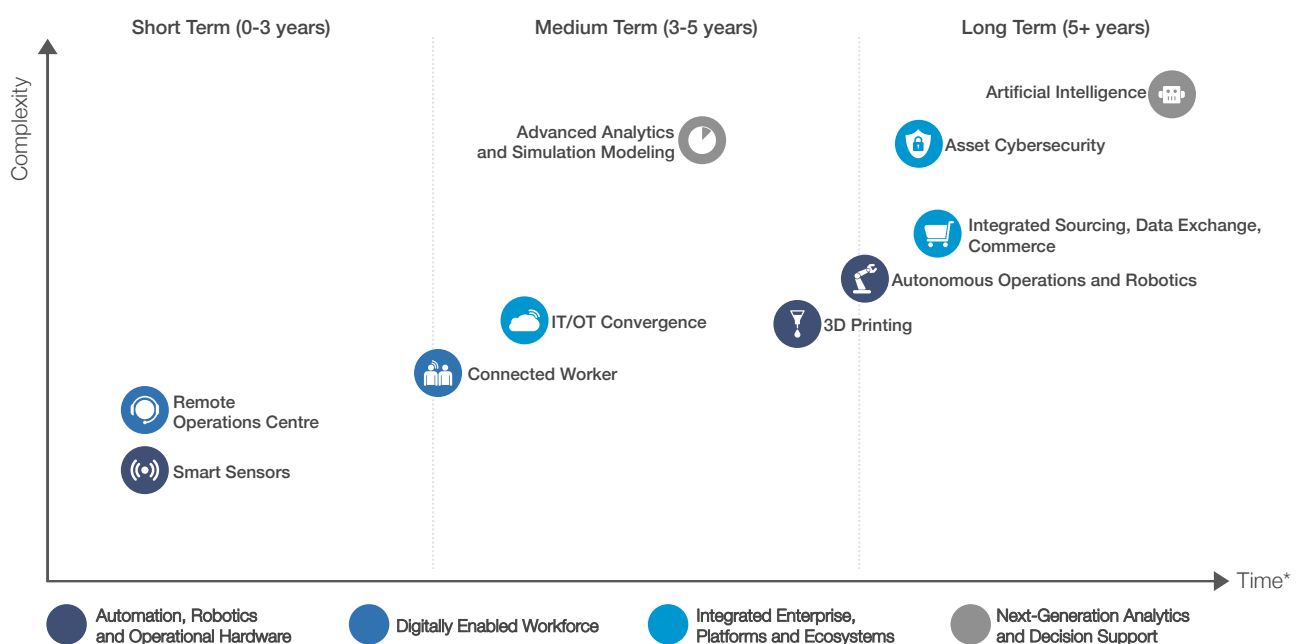 Short Term (0-3 years)
Medium Term (3-5 years)
Long Term (5+ years)
Complexity
Artificial Intelligence
Advanced Analytics
and Simulation Modeling
Asset Cybersecurity
Integrated Sourcing, Data Exchange,
Commerce
Autonomous Operations and Robotics
IT/OT Convergence
3D Printing
Connected Worker
Remote
Operations Centre
Smart Sensors
Time*
Automation, Robotics
and Operational Hardware
Digitally Enabled Workforce
Integrated Enterprise,
Platforms and Ecosystems
Next-Generation Analytics
and Decision Support